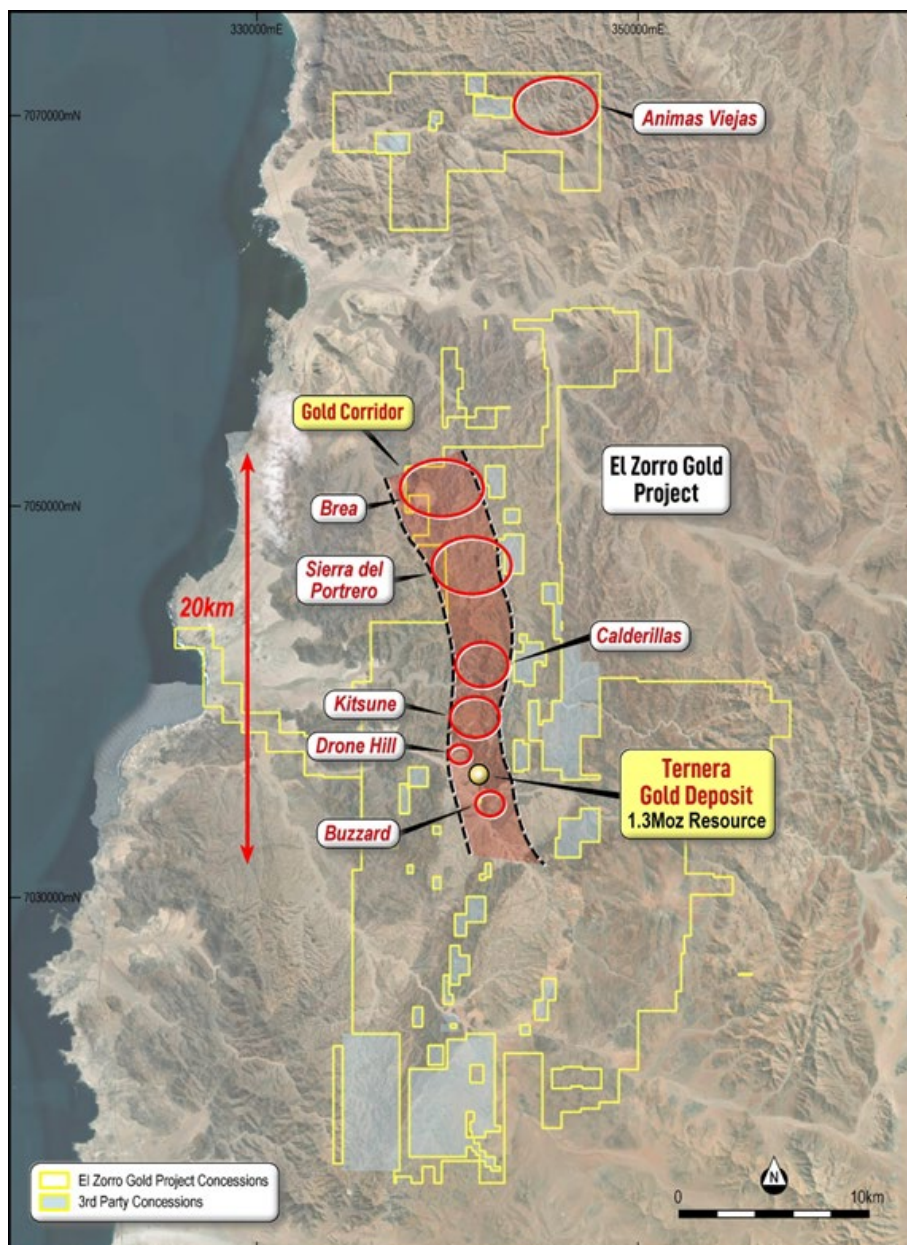 330000mE
350000mE
7070000mN
Animas Viejas
Gold Corridor
El Zorro Gold
Project
7050000mN
Brea
Sierra del
Portrero
20km
Calderillas
Kitsune
Drone Hill
Ternera
Gold Deposit
1.3Moz Resource
Buzzard
7030000mN
El Zorro Gold Project Concessions
3rd Party Concessions
N
0
10km